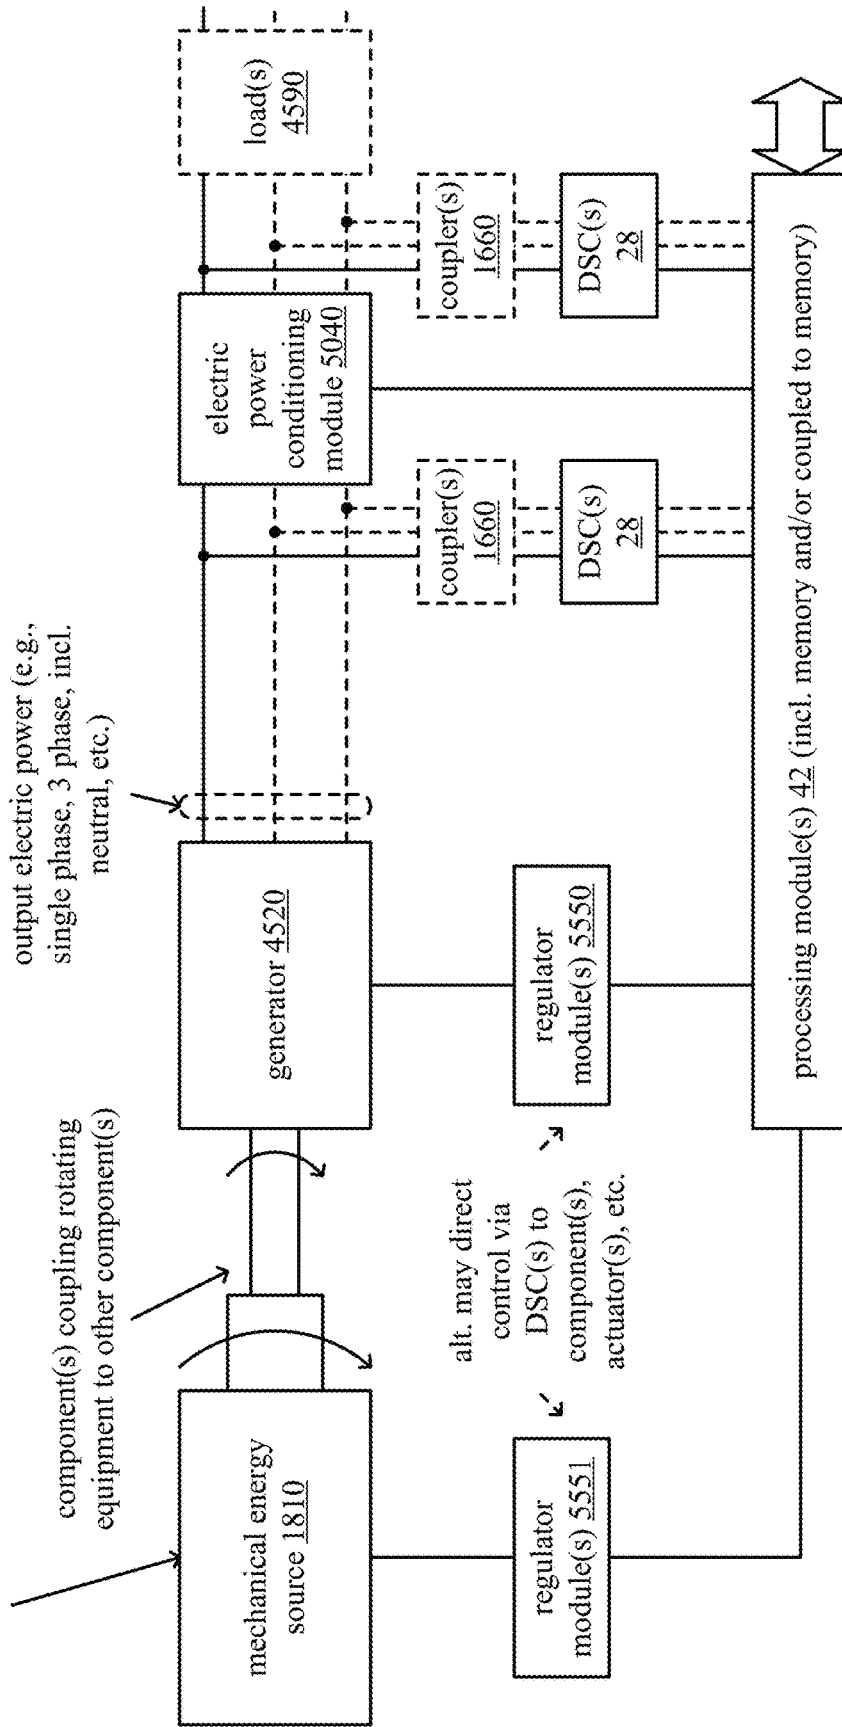 component(s) coupling rotating
equipment to other component(s)
output electric power (e.g.,
single phase, 3 phase, incl.
neutral, etc.)
mechanical energy
source 1810
generator 4520
electric
power
conditioning
module 5040
load(s)
4590
regulator
module(s) 5551
alt. may direct
control via
DSC(s) to
component(s),
actuator(s), etc.
regulator
module(s) 5550
coupler(s)
1660
DSC(s)
28
coupler(s)
1660
DSC(s)
28
processing module(s) 42 (incl. memory and/or coupled to memory)